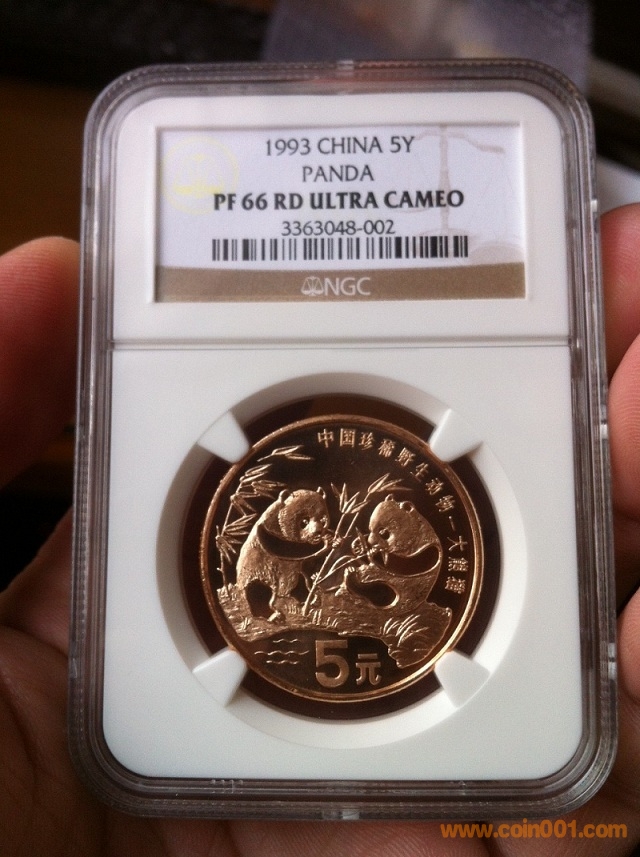 1993 CHINA 5Y
PANDA
PF 66 RD ULTRA CAMEO
3363048-002
NGC
中国珍稀野生动物—大熊猫
5元
www.coin001.com